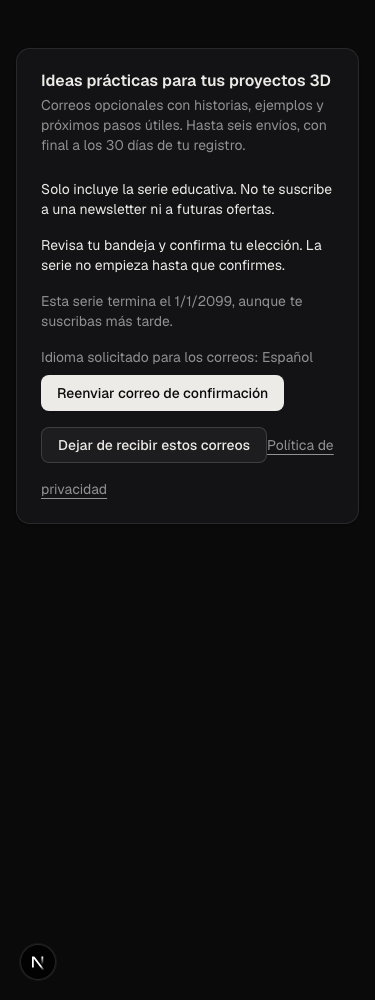 Ideas prácticas para tus proyectos 3D
Correos opcionales con historias, ejemplos y
próximos pasos útiles. Hasta seis envíos, con
final a los 30 días de tu registro.
Solo incluye la serie educativa. No te suscribe
a una newsletter ni a futuras ofertas.
Revisa tu bandeja y confirma tu elección. La
serie no empieza hasta que confirmes.
Esta serie termina el 1/1/2099, aunque te
suscribas más tarde.
Idioma solicitado para los correos: Español
Reenviar correo de confirmación
Dejar de recibir estos correos Política de
privacidad
N